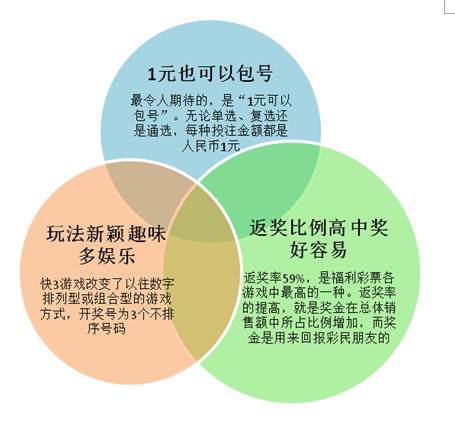 1元也可以包号
最令人期待的，是“1元可以
包号”。无论单选、复选还
是通选，每种投注金额都是
人民币1元
玩法新颖趣味
多娱乐
快3游戏改变了以往数字
排列型或组合型的游戏
方式，开奖号为3个不排
序号码
返奖比例高中奖
好容易
返奖率59%，是福利彩票各
游戏中最高的一种。返奖率
的提高，就是奖金在总体销
售额中所占比例增加，而奖
金是用来回报彩民朋友的